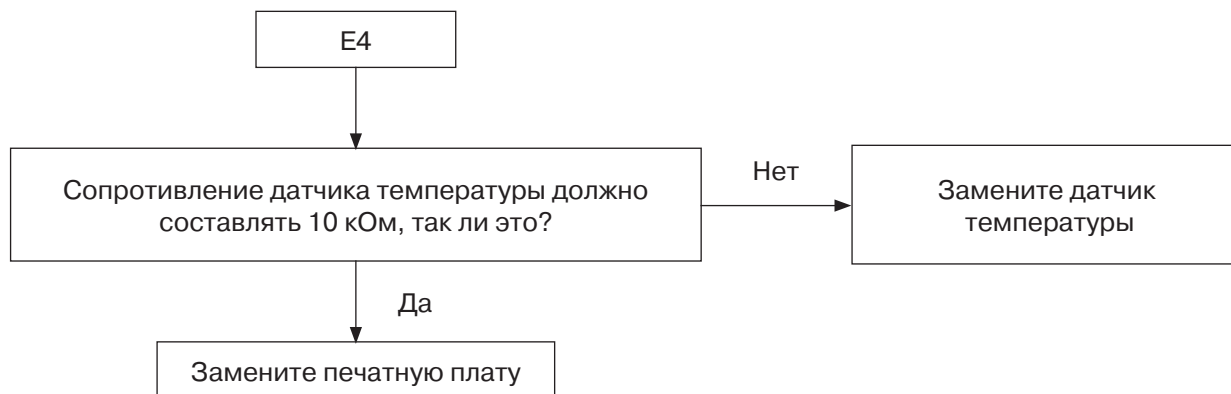 E4
Сопротивление датчика температуры должно
составлять 10 кОм, так ли это?
Нет
Замените датчик
температуры
Да
Замените печатную плату